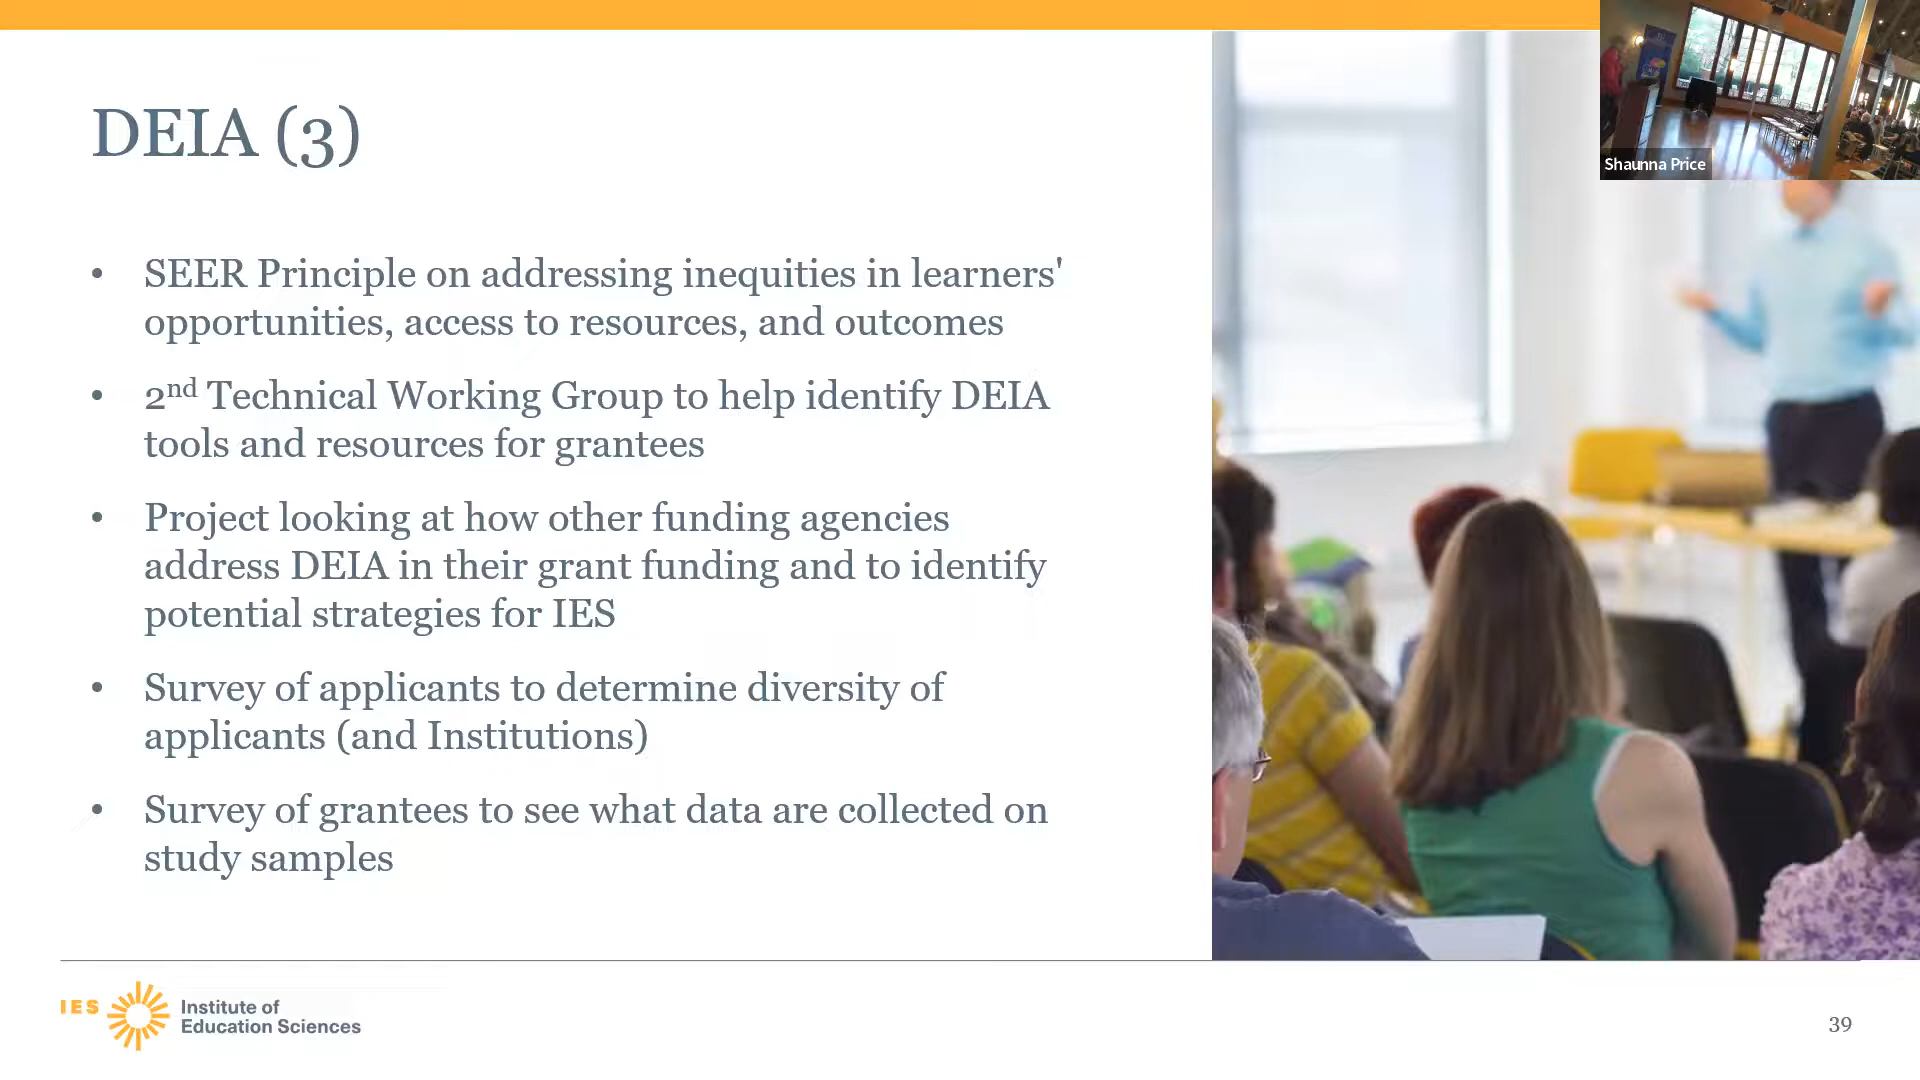 DEIA (3)
• SEER Principle on addressing inequities in learners'
opportunities, access to resources, and outcomes
• 2nd Technical Working Group to help identify DEIA
tools and resources for grantees
• Project looking at how other funding agencies
address DEIA in their grant funding and to identify
potential strategies for IES
• Survey of applicants to determine diversity of
applicants (and Institutions)
• Survey of grantees to see what data are collected on
study samples
Shaunna Price
IES
Institute of
Education Sciences
39